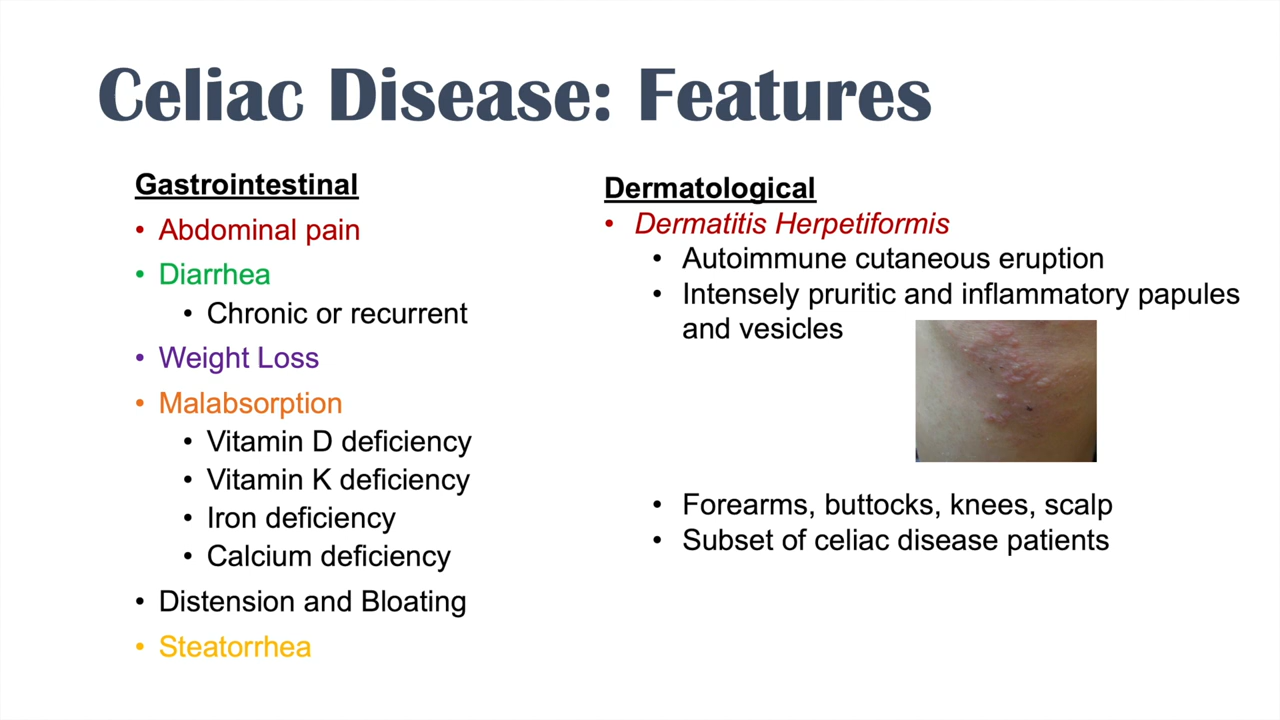 Celiac Disease: Features
Gastrointestinal
• Abdominal pain
• Diarrhea
• Chronic or recurrent
• Weight Loss
• Malabsorption
• Vitamin D deficiency
• Vitamin K deficiency
• Iron deficiency
• Calcium deficiency
• Distension and Bloating
• Steatorrhea
Dermatological
• Dermatitis Herpetiformis
• Autoimmune cutaneous eruption
• Intensely pruritic and inflammatory papules
and vesicles
• Forearms, buttocks, knees, scalp
• Subset of celiac disease patients